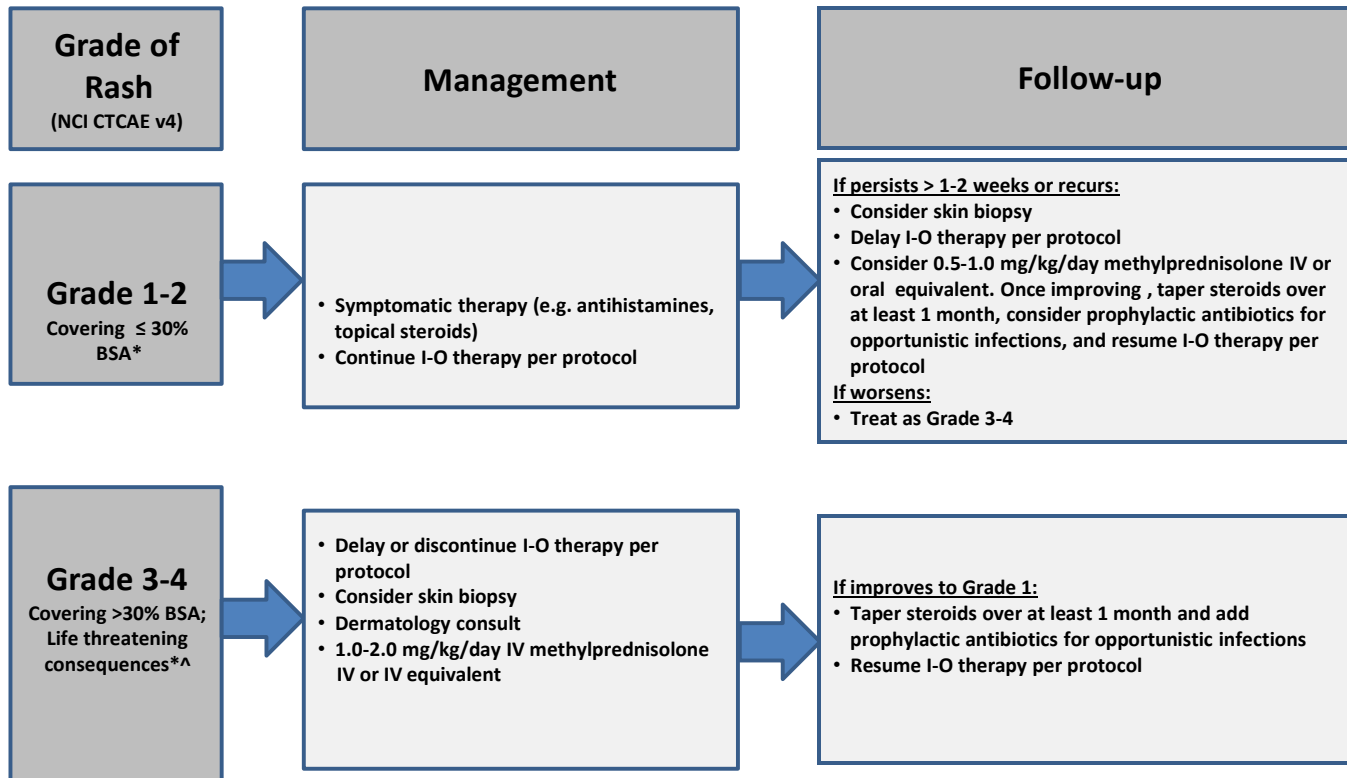 Grade of
Rash
(NCI CTCAE v4)
Management
Follow-up
Grade 1-2
Covering ≤ 30%
BSA*
• Symptomatic therapy (e.g. antihistamines,
topical steroids)
• Continue I-O therapy per protocol
If persists > 1-2 weeks or recurs:
• Consider skin biopsy
• Delay I-O therapy per protocol
• Consider 0.5-1.0 mg/kg/day methylprednisolone IV or
oral equivalent. Once improving , taper steroids over
at least 1 month, consider prophylactic antibiotics for
opportunistic infections, and resume I-O therapy per
protocol
If worsens:
• Treat as Grade 3-4
Grade 3-4
Covering >30% BSA;
Life threatening
consequences*^
• Delay or discontinue I-O therapy per
protocol
• Consider skin biopsy
• Dermatology consult
• 1.0-2.0 mg/kg/day IV methylprednisolone
IV or IV equivalent
If improves to Grade 1:
• Taper steroids over at least 1 month and add
prophylactic antibiotics for opportunistic infections
• Resume I-O therapy per protocol